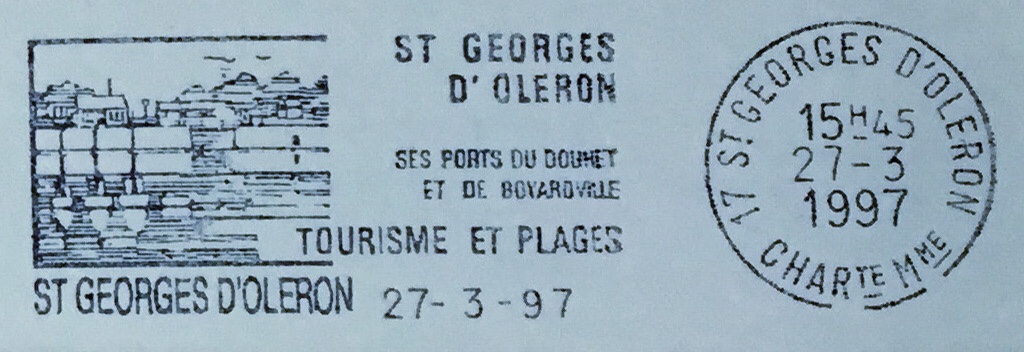 ST GEORGES
D'OLERON
SES PORTS DU DOUHET
ET DE BOYARDVILLE
TOURISME ET PLAGES
ST GEORGES D'OLERON 27-3-97
17 ST GEORGES D'OLERON
15H45
27-3
1997
CHARTE MME